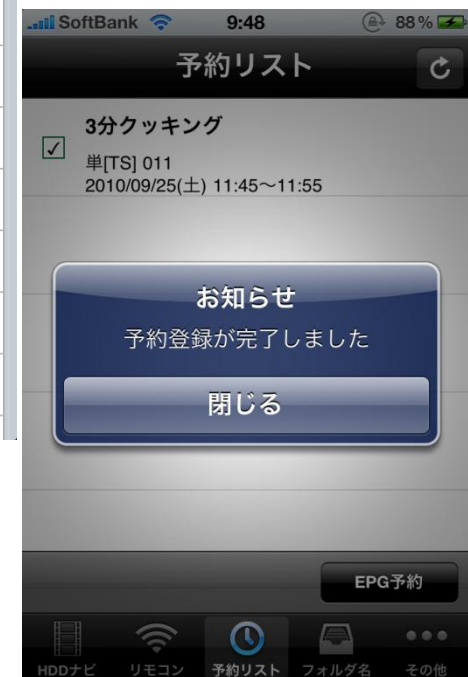 SoftBank 9:48 88%
予約リスト
3分クッキング
単[TS] 011
2010/09/25(土) 11:45～11:55
お知らせ
予約登録が完了しました
閉じる
EPG予約
HDDナビ リモコン 予約リスト フォルダ名 その他